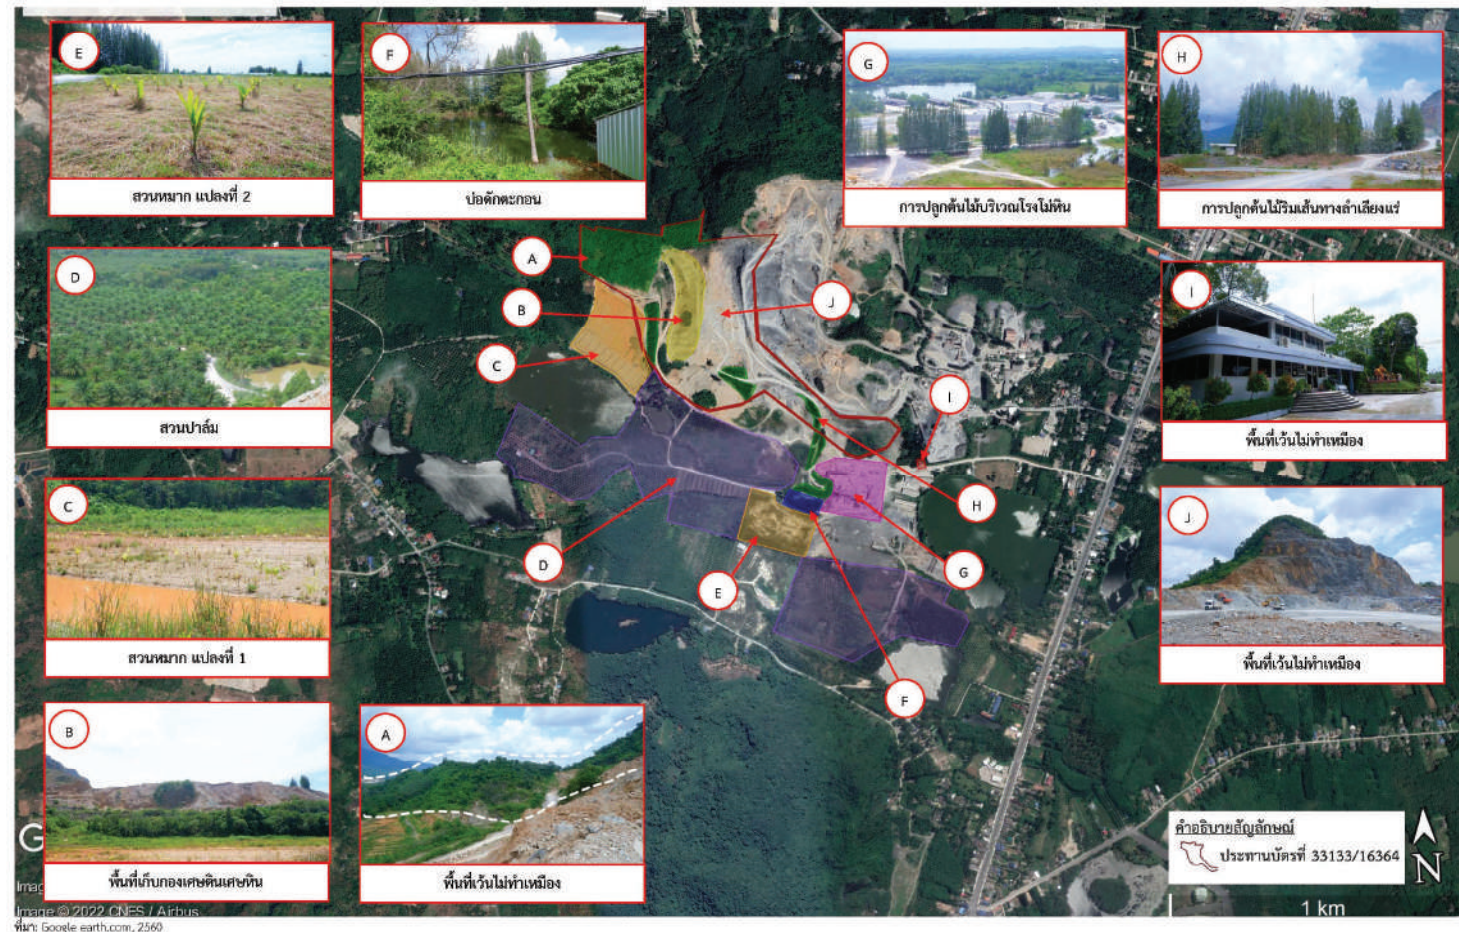 E
สวนหมาก แปลงที่ 2
F
บ่อดักตะกอน
G
การปลูกต้นไม้บริเวณโรงโม่หิน
H
การปลูกต้นไม้ริมเส้นทางลำเลียงแร่
D
สวนปาล์ม
A
B
C
J
I
H
G
F
E
D
I
พื้นที่เว้นไม่ทำเหมือง
C
สวนหมาก แปลงที่ 1
J
พื้นที่เว้นไม่ทำเหมือง
B
พื้นที่เก็บกองเศษดินเศษหิน
A
พื้นที่เว้นไม่ทำเหมือง
คำอธิบายสัญลักษณ์
ประทานบัตรที่ 33133/16364
N
1 km
G
Imag
Image © 2022 CNES / Airbus
ที่มา: Google earth.com, 2560